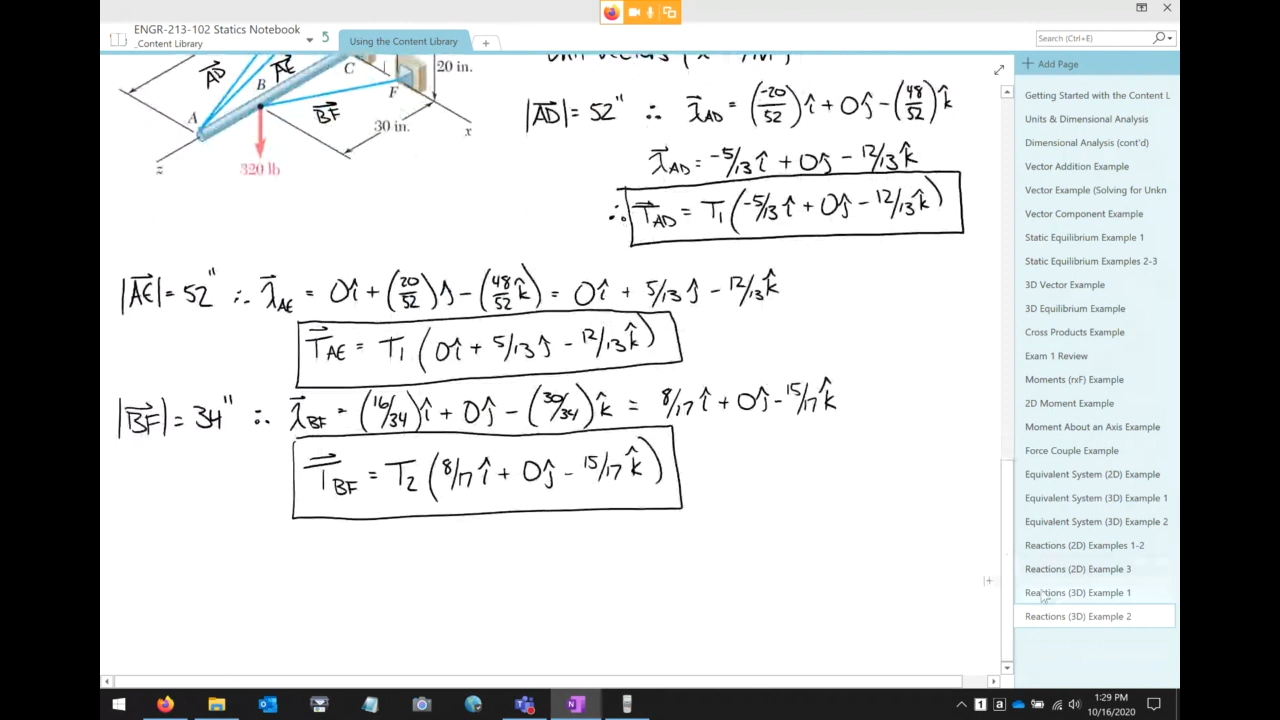 ENGR-213-102 Statics Notebook
_Content Library
Using the Content Library
Search (Ctrl+E)
Add Page
Getting Started with the Content L
Units & Dimensional Analysis
Dimensional Analysis (cont'd)
Vector Addition Example
Vector Example (Solving for Unkn
Vector Component Example
Static Equilibrium Example 1
Static Equilibrium Examples 2-3
3D Vector Example
3D Equilibrium Example
Cross Products Example
Exam 1 Review
Moments (rxF) Example
2D Moment Example
Moment About an Axis Example
Force Couple Example
Equivalent System (2D) Example
Equivalent System (3D) Example 1
Equivalent System (3D) Example 2
Reactions (2D) Examples 1-2
Reactions (2D) Example 3
Reactions (3D) Example 1
Reactions (3D) Example 2
AD
AE
C
20 in.
B
F
A
BF
30 in.
x
z
320 lb
|AD| = 52" ∴ λ⃗AD = (-20/52)î + 0ĵ - (48/52)k̂
λ⃗AD = -5/13 î + 0ĵ - 12/13 k̂
∴ T⃗AD = T₁(-5/13 î + 0ĵ - 12/13 k̂)
|AE| = 52" ∴ λ⃗AE = 0î + (20/52)ĵ - (48/52 k̂) = 0î + 5/13 ĵ - 12/13 k̂
T⃗AE = T₁(0î + 5/13 ĵ - 12/13 k̂)
|BF| = 34" ∴ λ⃗BF = (16/34)î + 0ĵ - (30/34)k̂ = 8/17 î + 0ĵ - 15/17 k̂
T⃗BF = T₂(8/17 î + 0ĵ - 15/17 k̂)
1:29 PM
10/16/2020